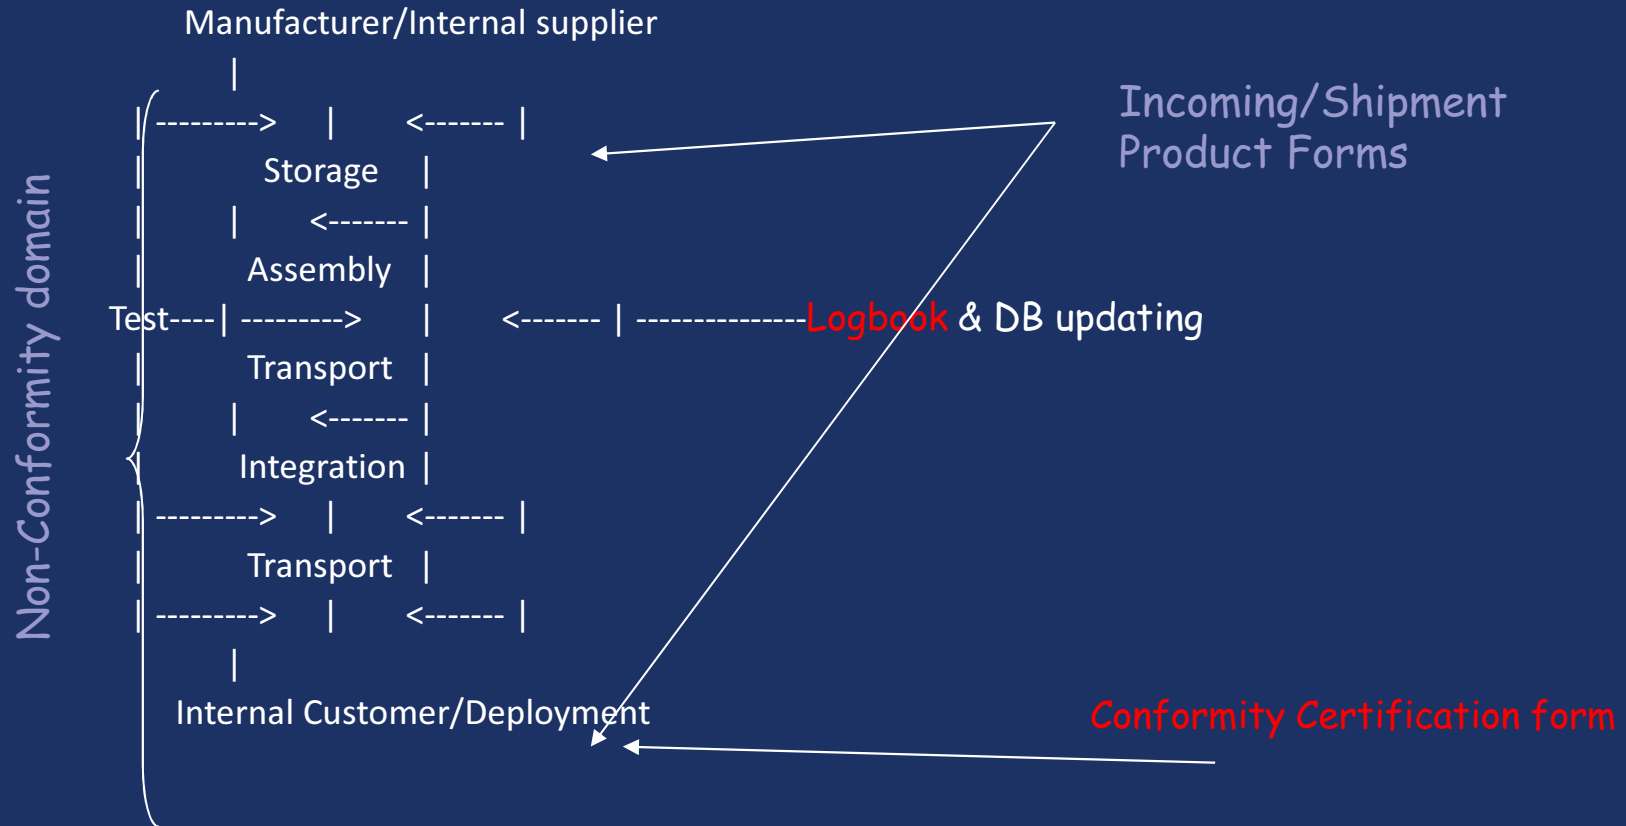 Manufacturer/Internal supplier
|
| ---------> | <------- |
Incoming/Shipment
Product Forms
| Storage |
| | <------- |
| Assembly |
Test----| ---------> | <------- | ---------------Logbook & DB updating
| Transport |
| | <------- |
| Integration |
| ---------> | <------- |
| Transport |
| ---------> | <------- |
|
Internal Customer/Deployment
Conformity Certification form
Non-Conformity domain